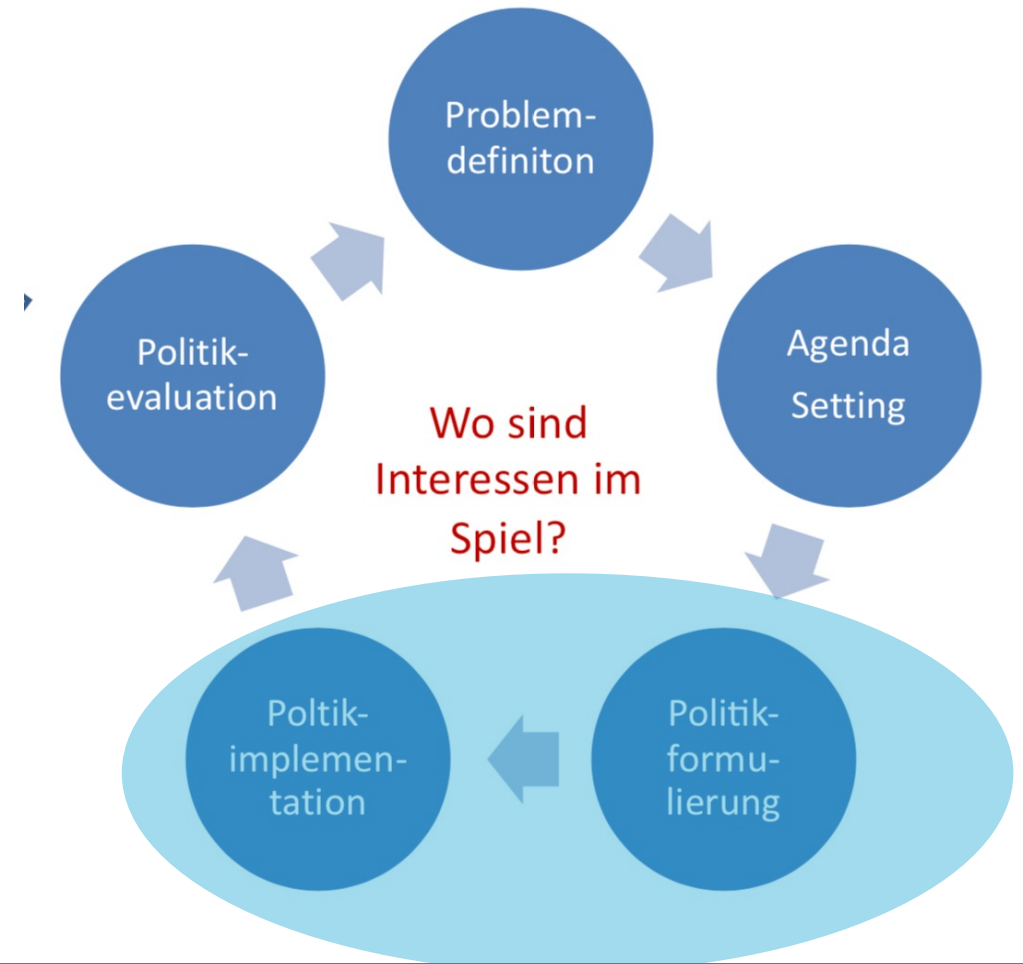 Problem-
definiton
Politik-
evaluation
Agenda
Setting
Wo sind
Interessen im
Spiel?
Poltik-
implemen-
tation
Politik-
formu-
lierung